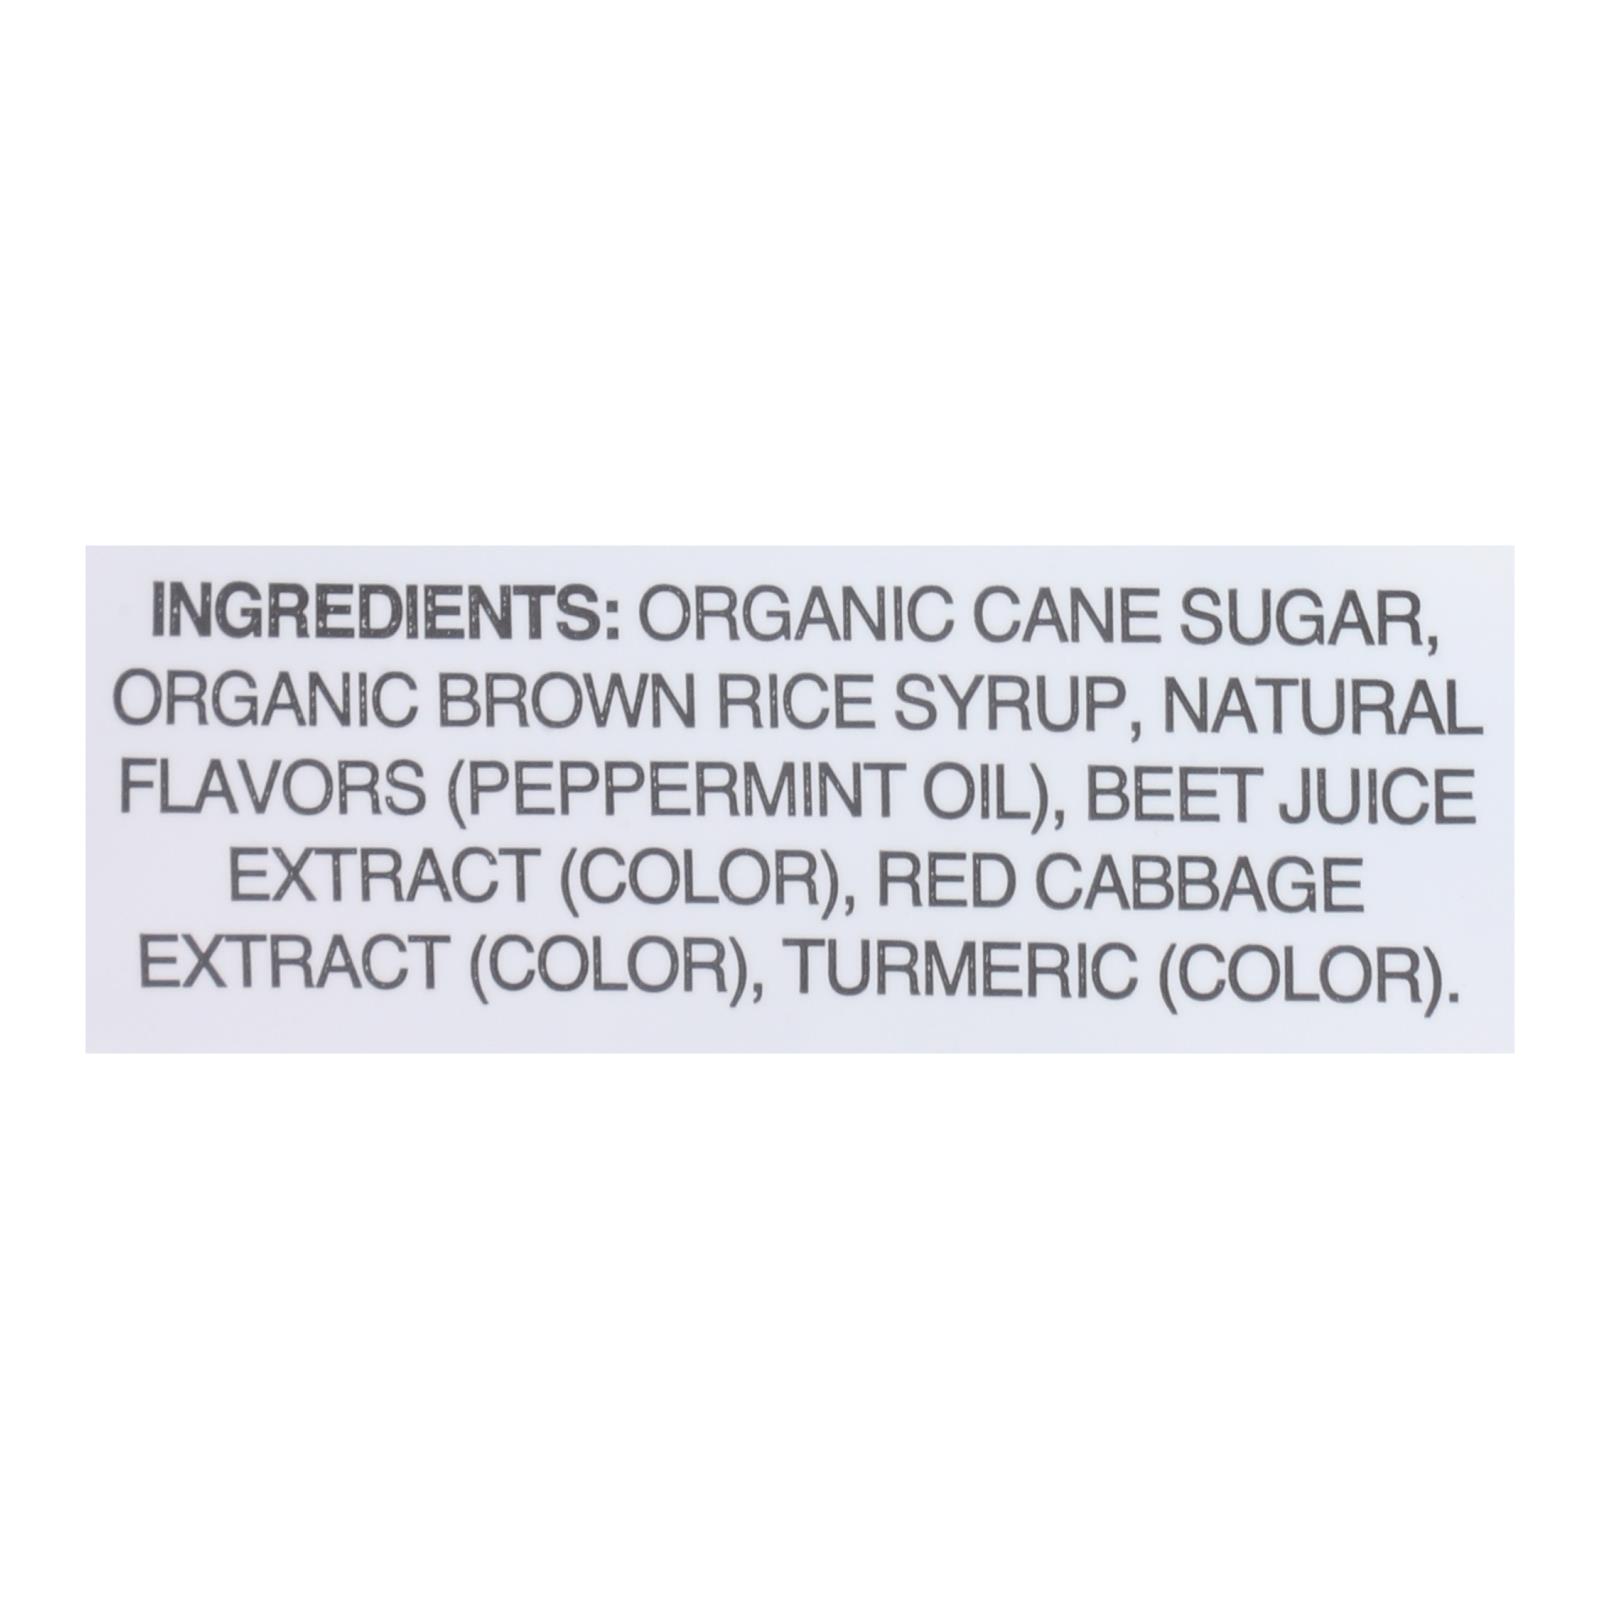 INGREDIENTS: ORGANIC CANE SUGAR,
ORGANIC BROWN RICE SYRUP, NATURAL
FLAVORS (PEPPERMINT OIL), BEET JUICE
EXTRACT (COLOR), RED CABBAGE
EXTRACT (COLOR), TURMERIC (COLOR).